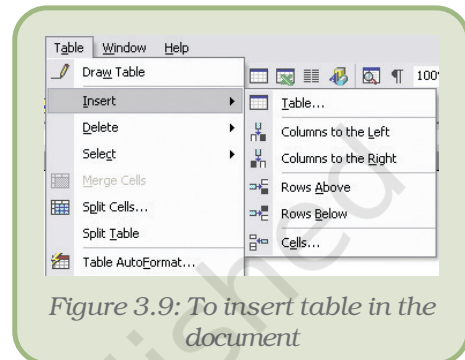 Table Window Help
Draw Table
100
Insert
Table...
Delete
Columns to the Left
Select
Columns to the Right
Merge Cells
Rows Above
Split Cells...
Rows Below
Split Table
Cells...
Table AutoFormat...
Figure 3.9: To insert table in the
document